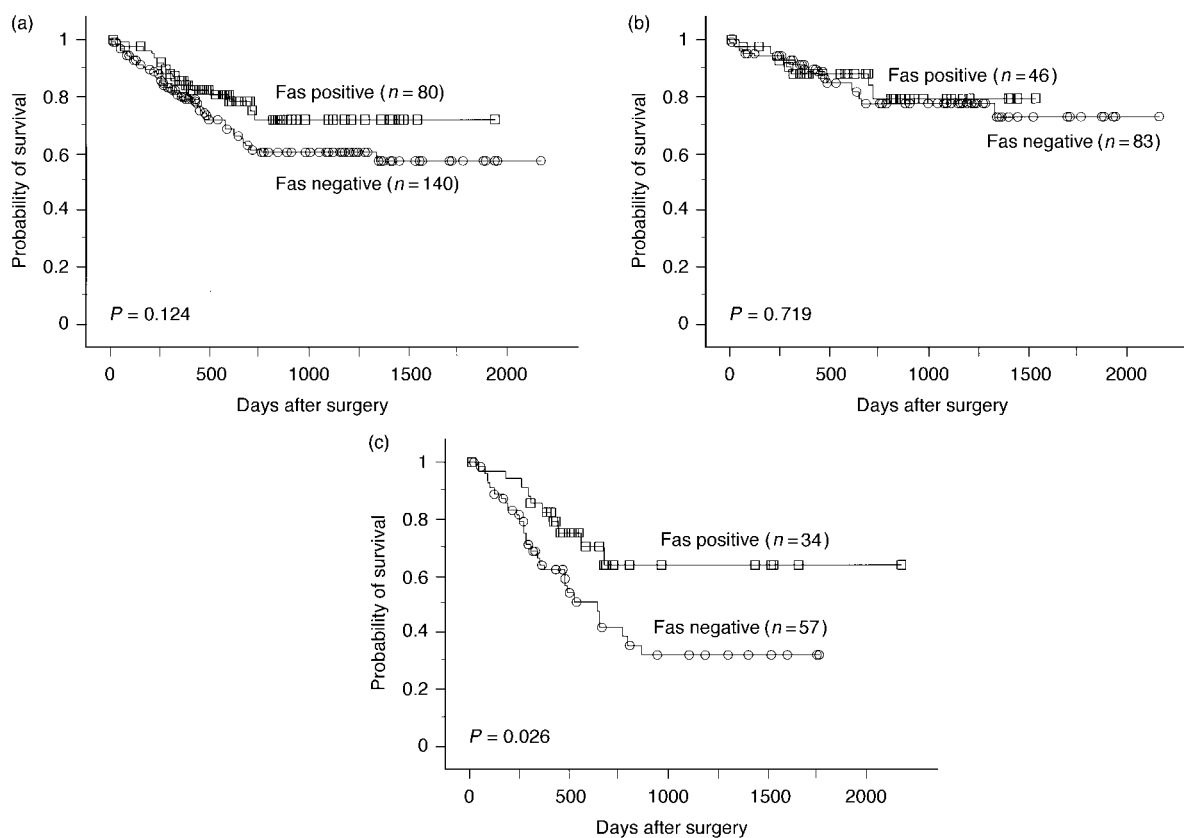 (a)
1
0.8
0.6
0.4
0.2
0
Probability of survival
Fas positive (n = 80)
Fas negative (n = 140)
P = 0.124
0 500 1000 1500 2000
Days after surgery
(b)
1
0.8
0.6
0.4
0.2
0
Probability of survival
Fas positive (n = 46)
Fas negative (n = 83)
P = 0.719
0 500 1000 1500 2000
Days after surgery
(c)
1
0.8
0.6
0.4
0.2
0
Probability of survival
Fas positive (n = 34)
Fas negative (n = 57)
P = 0.026
0 500 1000 1500 2000
Days after surgery